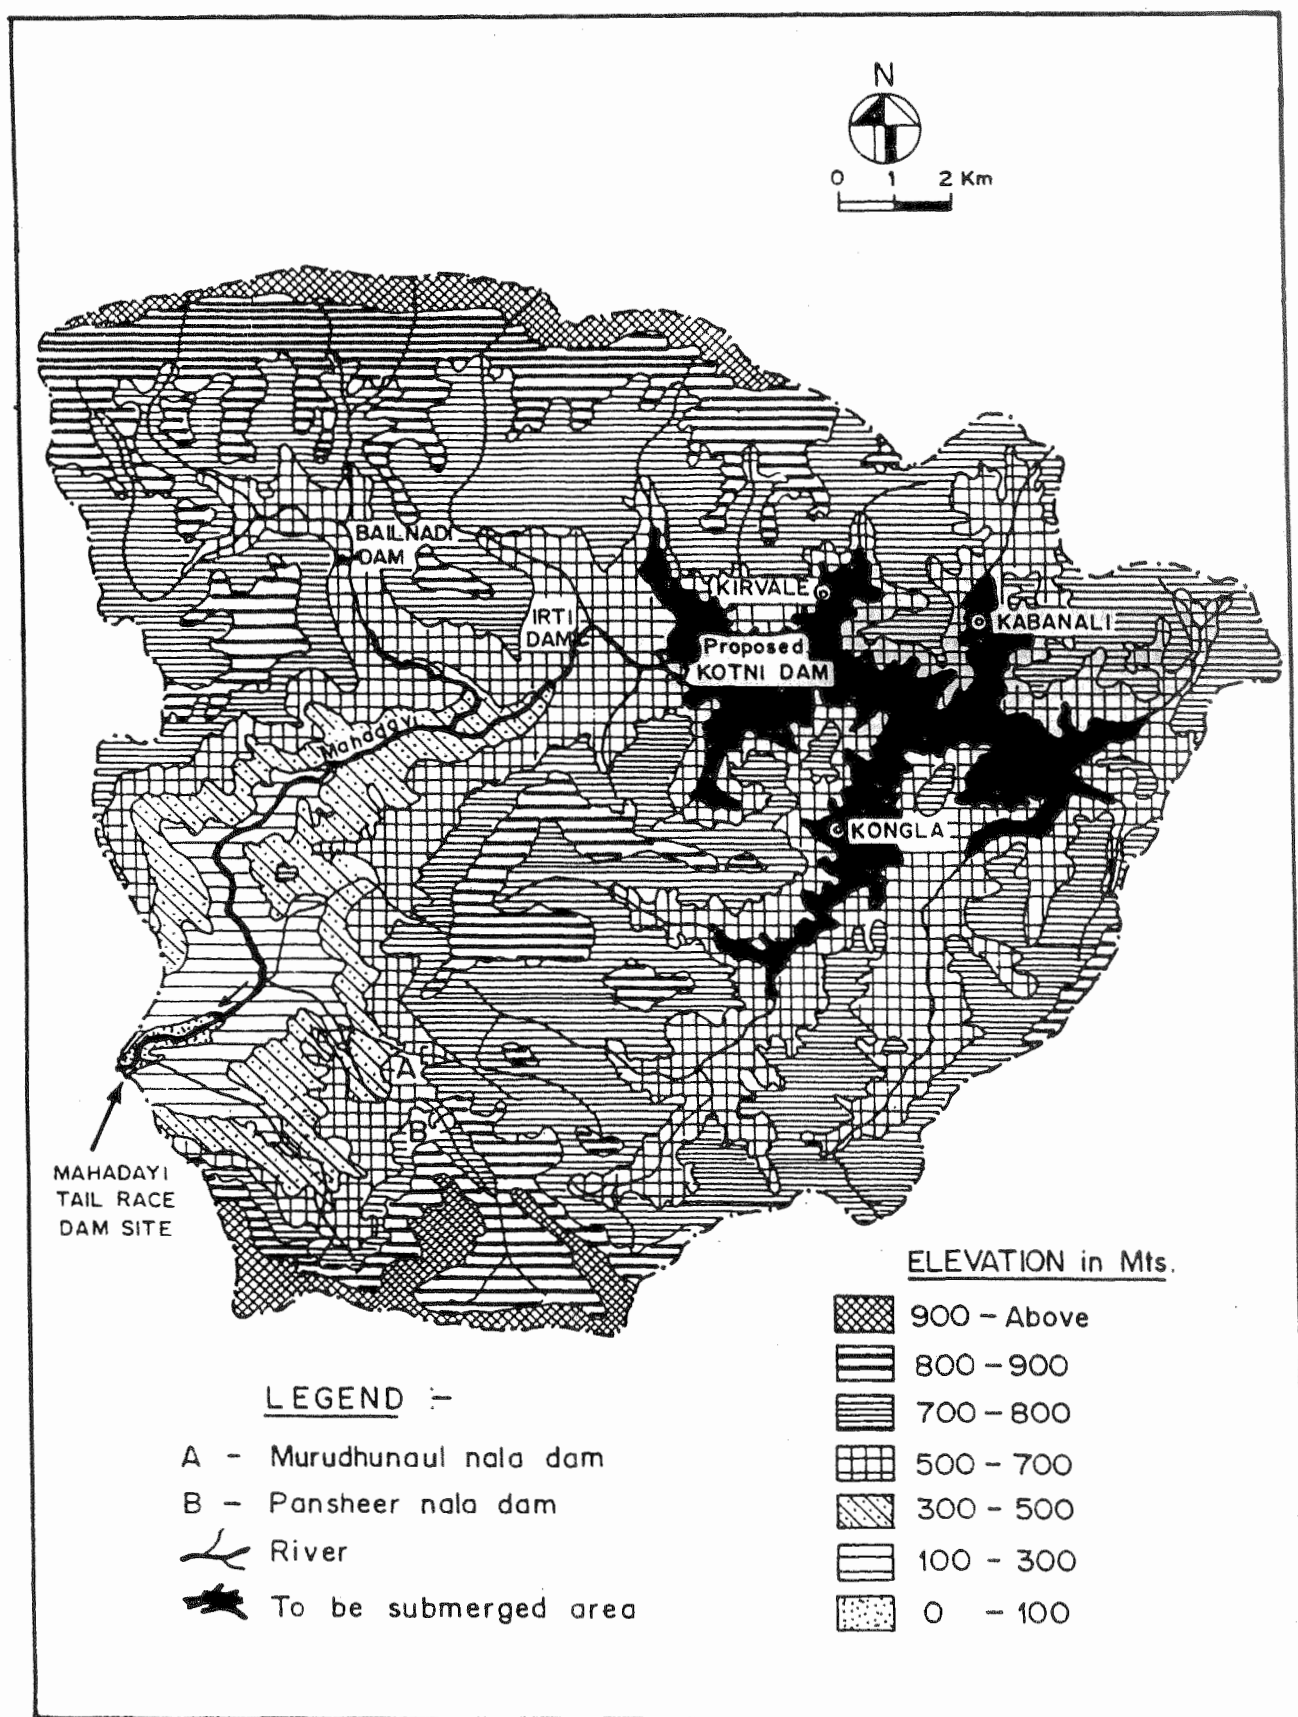 N
0 1 2 Km
BAILNADI
DAM
KIRVALE
IRTI
DAM
KABANALI
Proposed
KOTNI DAM
Mahadayi
KONGLA
A
B
MAHADAYI
TAIL RACE
DAM SITE
ELEVATION in Mts.
900 - Above
800 - 900
700 - 800
500 - 700
300 - 500
100 - 300
0 - 100
LEGEND :-
A - Murudhunaul nala dam
B - Pansheer nala dam
River
To be submerged area